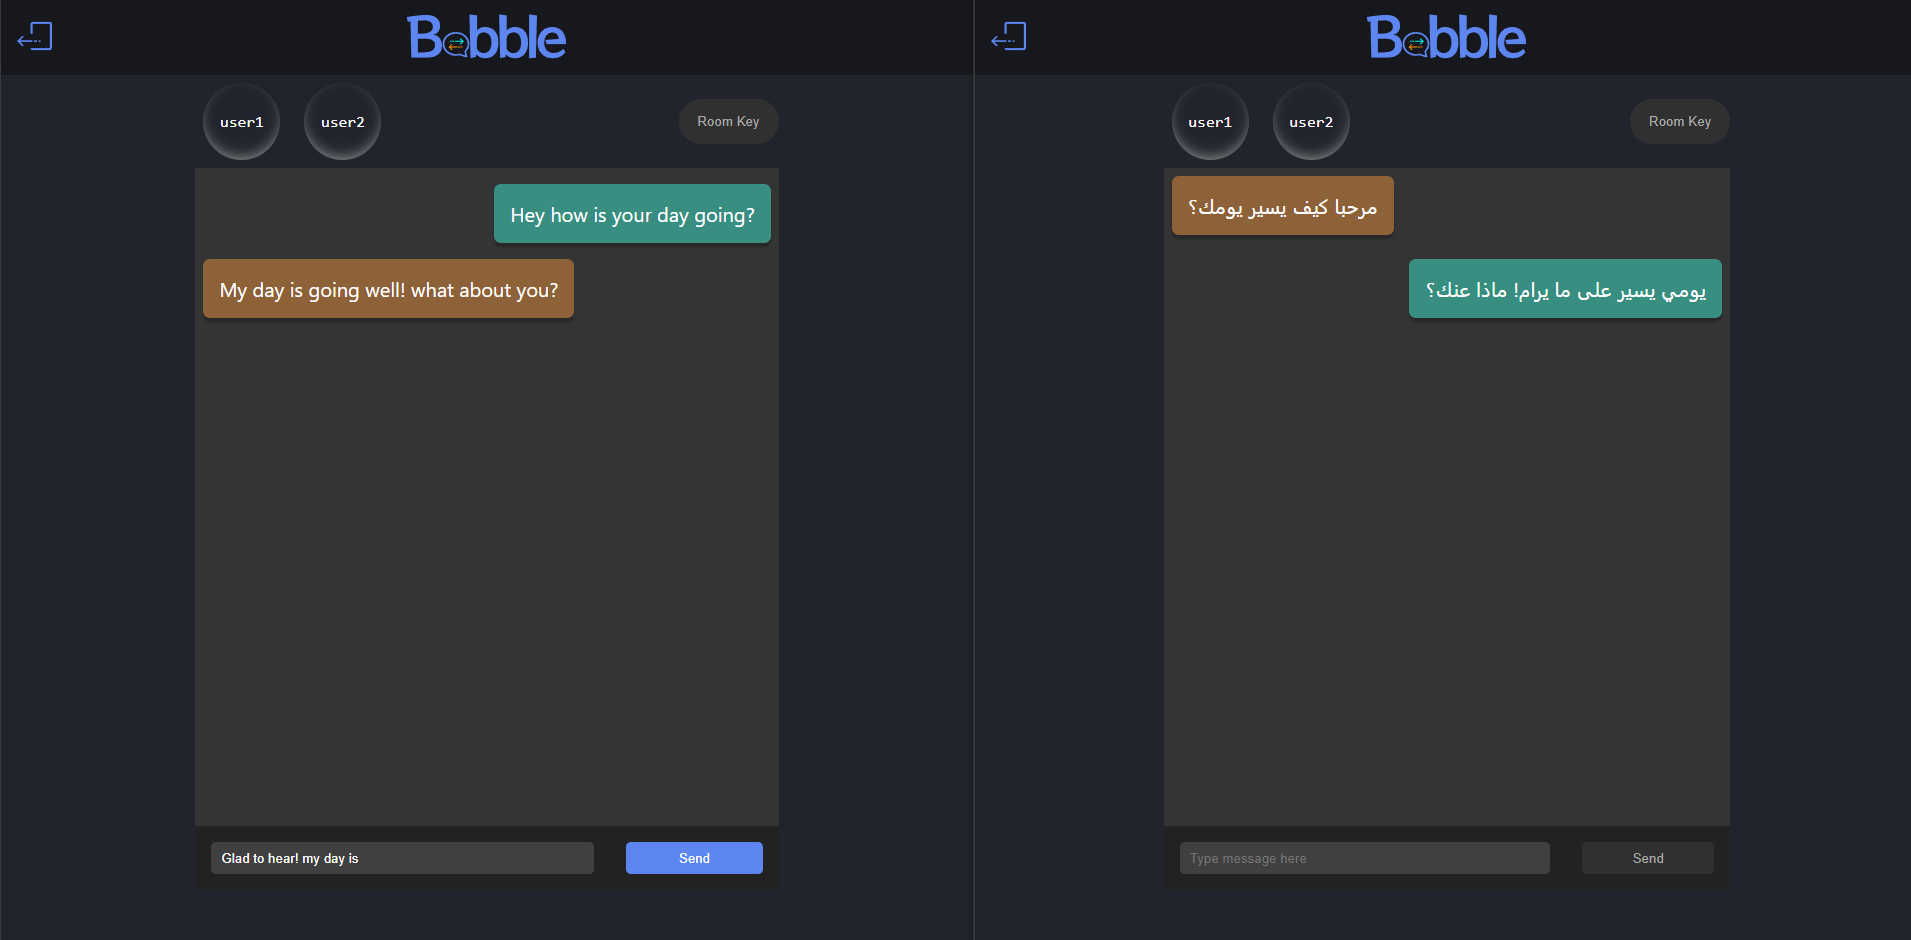 Babble
user1
user2
Room Key
Hey how is your day going?
My day is going well! what about you?
Glad to hear! my day is
Send
Babble
user1
user2
Room Key
مرحبا كيف يسير يومك؟
يومي يسير على ما يرام! ماذا عنك؟
Type message here
Send